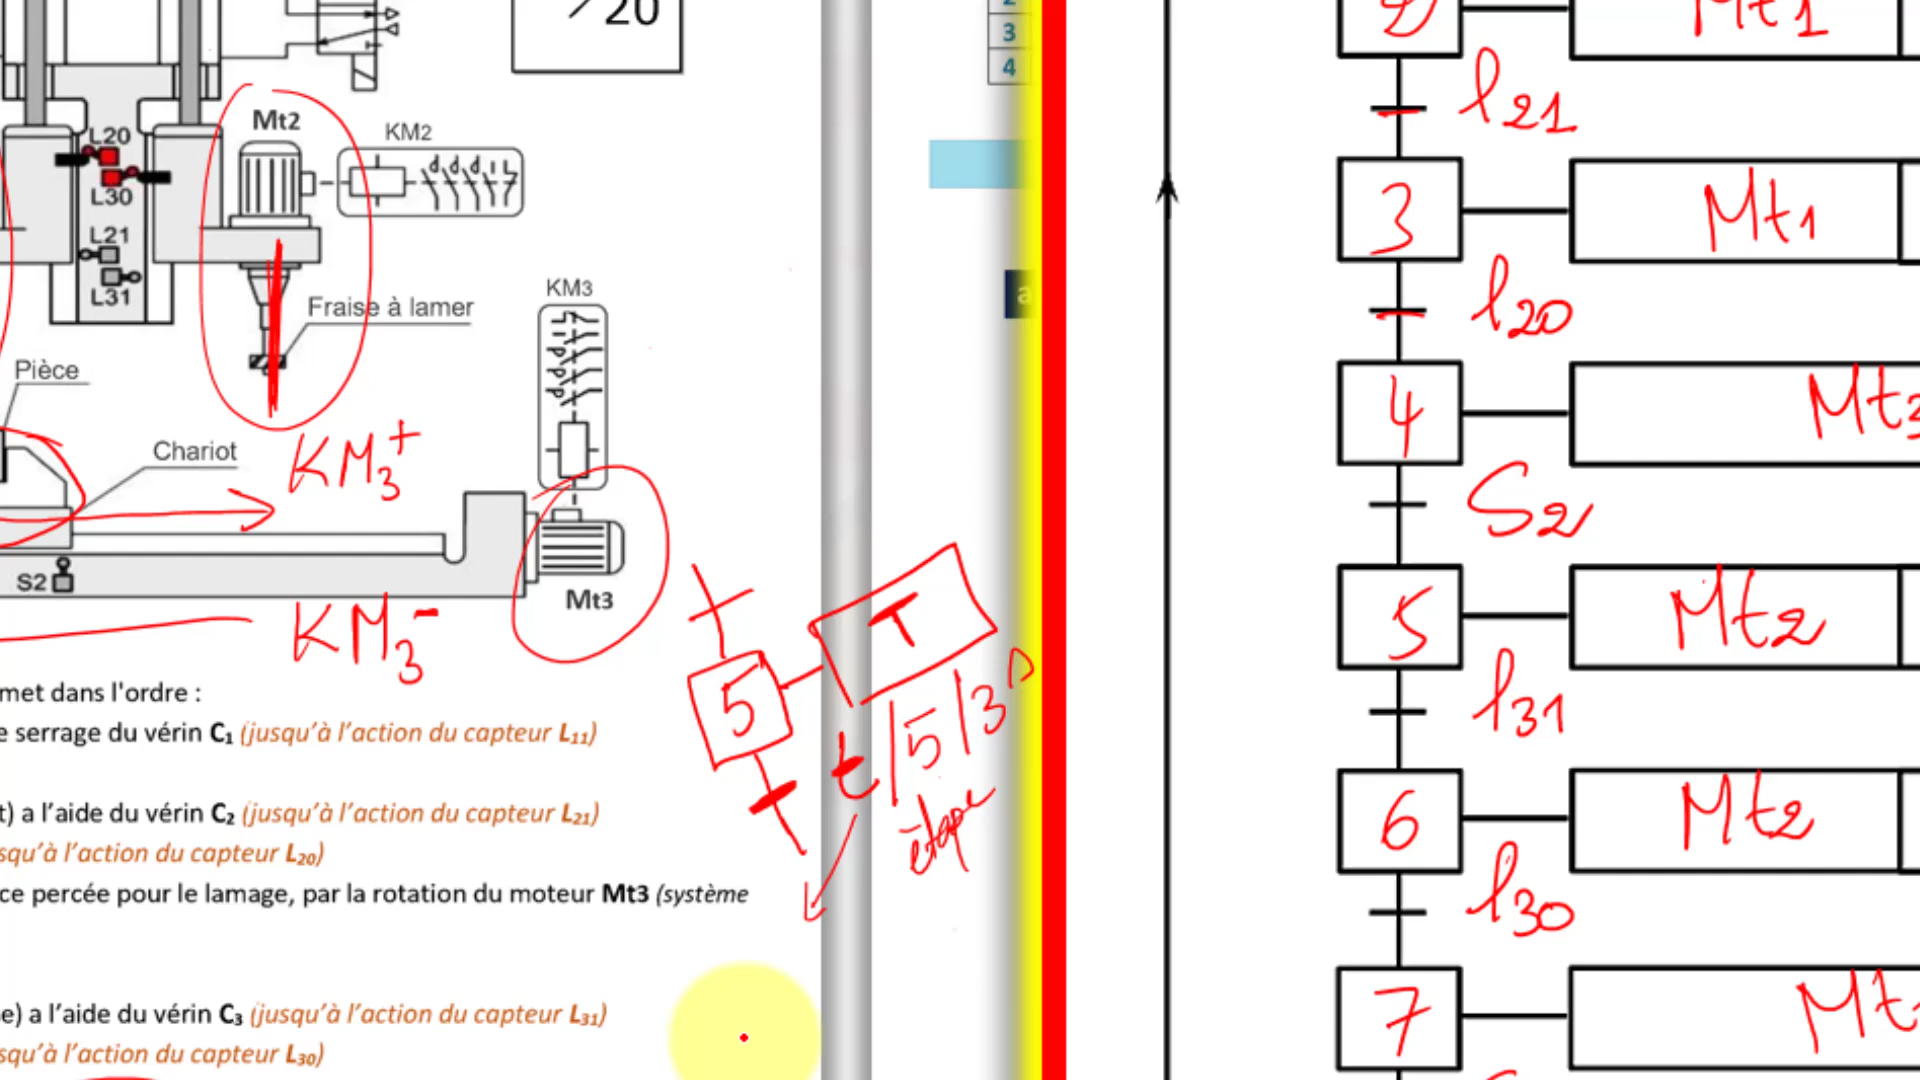 /20
2
3
4
L20
L30
L21
L31
Mt2
KM2
Fraise à lamer
KM3
Pièce
Chariot
KM3+
S2
Mt3
KM3-
5
T
t/5/3s
étape
met dans l'ordre :
e serrage du vérin C1 (jusqu'à l'action du capteur L11)
t) a l'aide du vérin C2 (jusqu'à l'action du capteur L21)
squ'à l'action du capteur L20)
ce percée pour le lamage, par la rotation du moteur Mt3 (système
e) a l'aide du vérin C3 (jusqu'à l'action du capteur L31)
squ'à l'action du capteur L30)
a
2
Mt1
l21
3
Mt1
l20
4
Mt3
S2
5
Mt2
l31
6
Mt2
l30
7
Mt